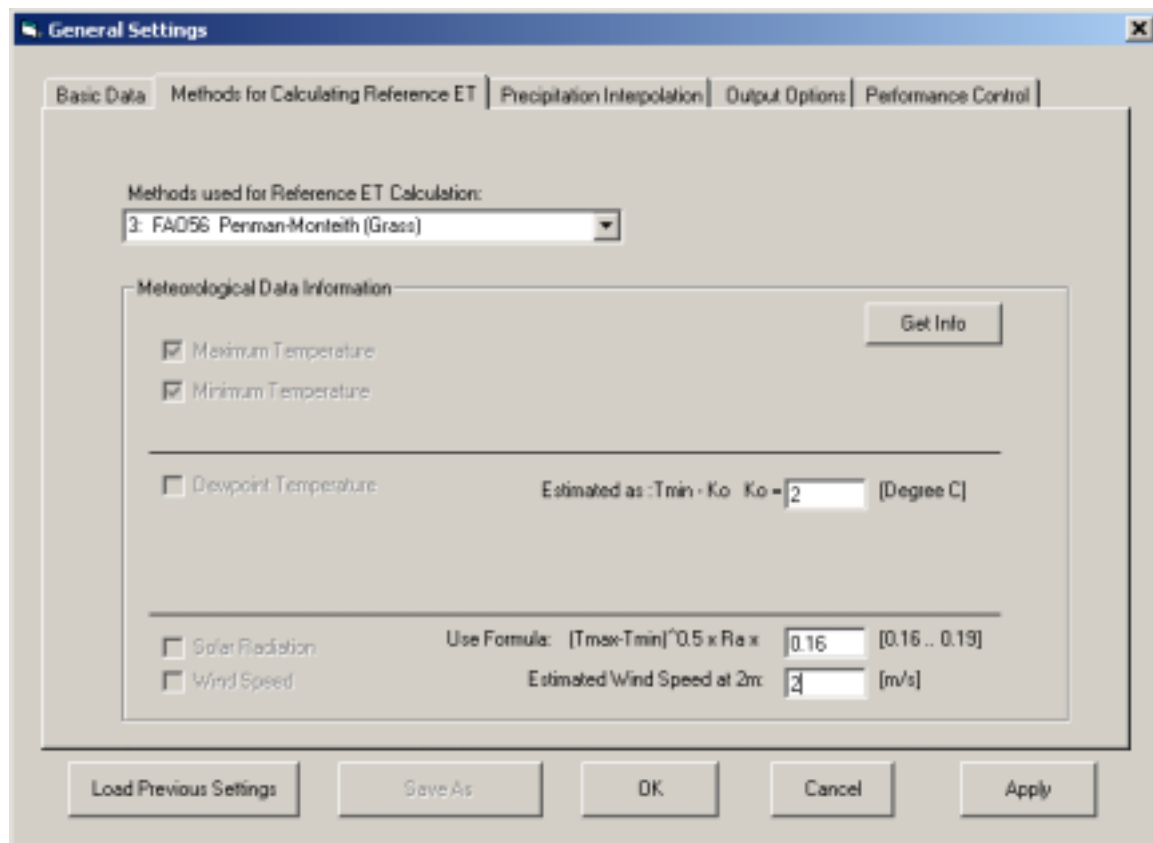 General Settings
Basic Data Methods for Calculating Reference ET Precipitation Interpolation Output Options Performance Control
Methods used for Reference ET Calculation:
3: FAO56 Penman-Monteith (Grass)
Meteorological Data Information
Get Info
Maximum Temperature
Minimum Temperature
Dewpoint Temperature Estimated as :Tmin - Ko Ko = 2 [Degree C]
Solar Radiation Use Formula: (Tmax-Tmin)^0.5 x Ra x 0.16 [0.16 .. 0.19]
Wind Speed Estimated Wind Speed at 2m: 2 [m/s]
Load Previous Settings Save As OK Cancel Apply